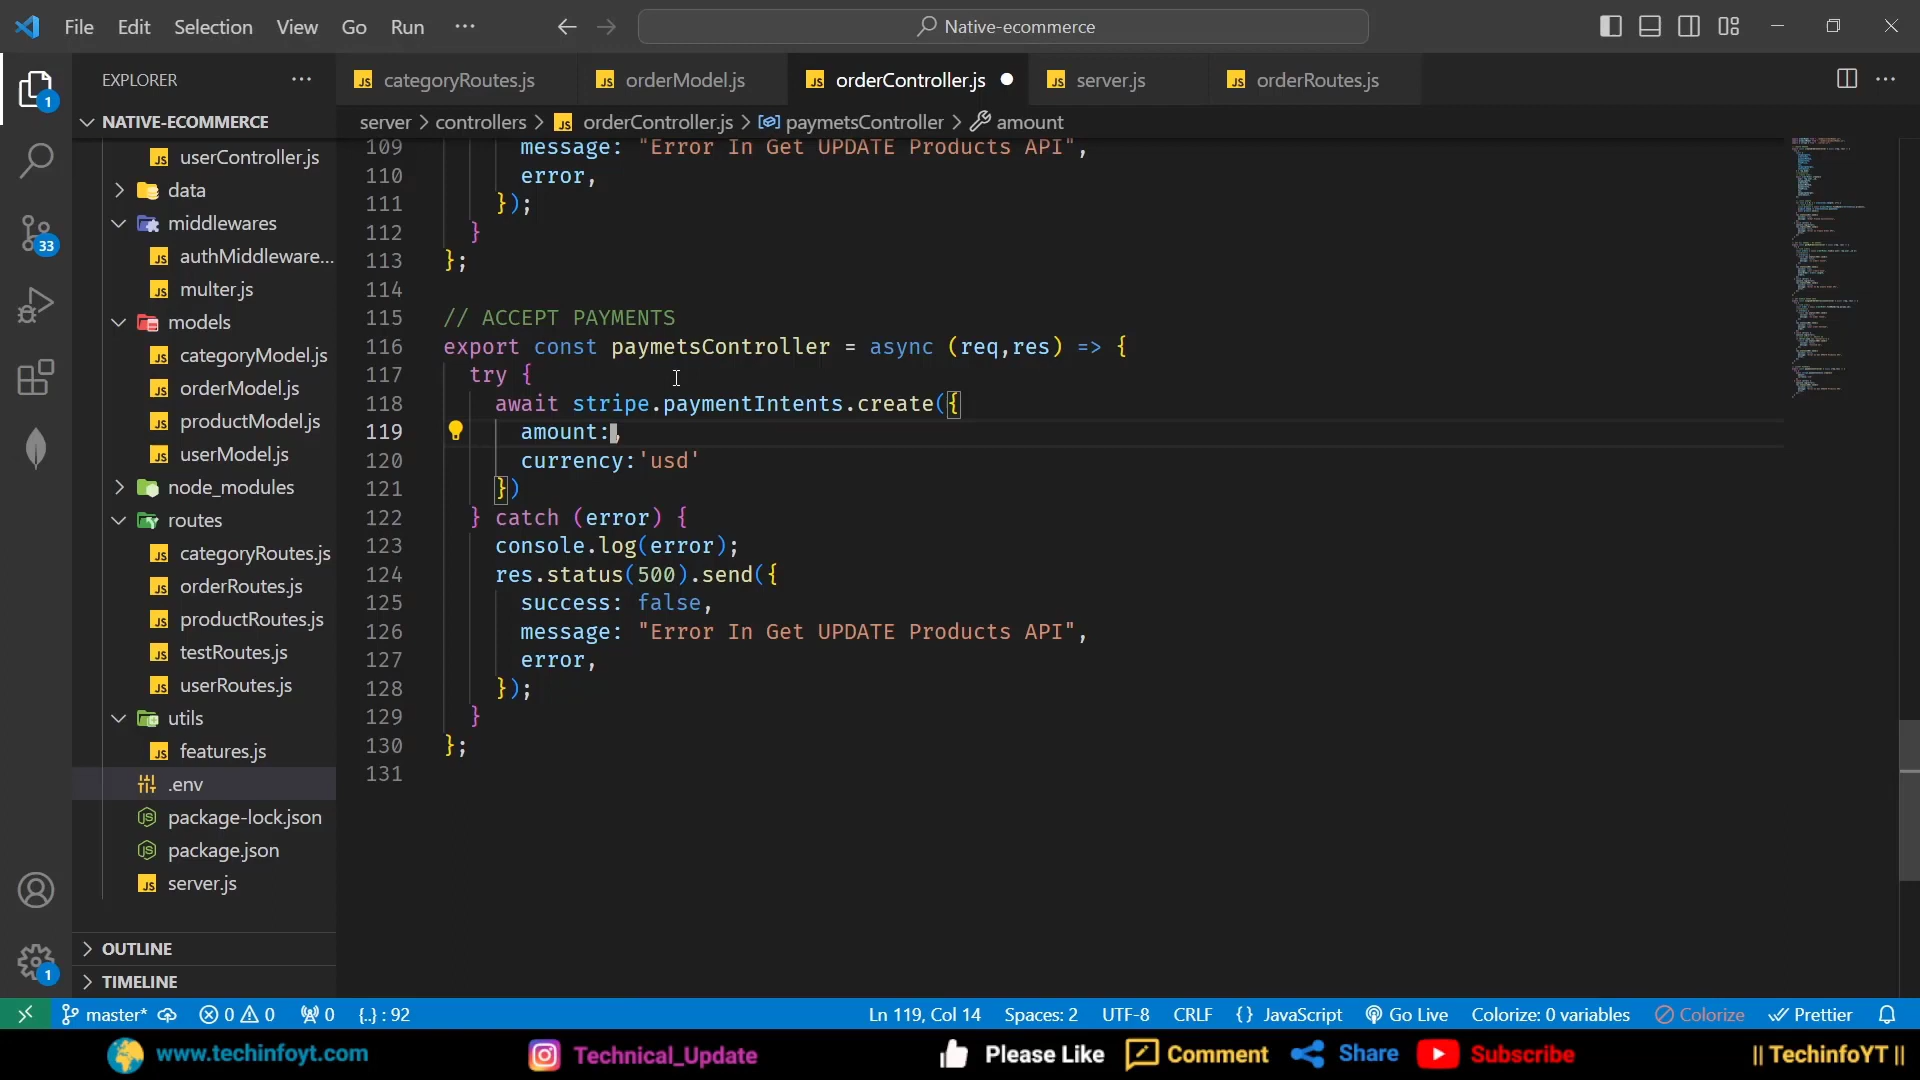 File Edit Selection View Go Run ··· Native-ecommerce
EXPLORER ···
categoryRoutes.js orderModel.js orderController.js server.js orderRoutes.js
server > controllers > orderController.js > paymetsController > amount
NATIVE-ECOMMERCE
userController.js
data
middlewares
authMiddleware...
multer.js
models
categoryModel.js
orderModel.js
productModel.js
userModel.js
node_modules
routes
categoryRoutes.js
orderRoutes.js
productRoutes.js
testRoutes.js
userRoutes.js
utils
features.js
.env
package-lock.json
package.json
server.js
OUTLINE
TIMELINE
1
33
1
109 message: "Error In Get UPDATE Products API",
110 error,
111 });
112 }
113 };
114
115 // ACCEPT PAYMENTS
116 export const paymetsController = async (req,res) => {
117 try {
118 await stripe.paymentIntents.create({
119 amount:,
120 currency:'usd'
121 })
122 } catch (error) {
123 console.log(error);
124 res.status(500).send({
125 success: false,
126 message: "Error In Get UPDATE Products API",
127 error,
128 });
129 }
130 };
131
master* 0 0 0 {..} : 92 Ln 119, Col 14 Spaces: 2 UTF-8 CRLF {} JavaScript Go Live Colorize: 0 variables Colorize Prettier
www.techinfoyt.com Technical_Update Please Like Comment Share Subscribe || TechinfoYT ||